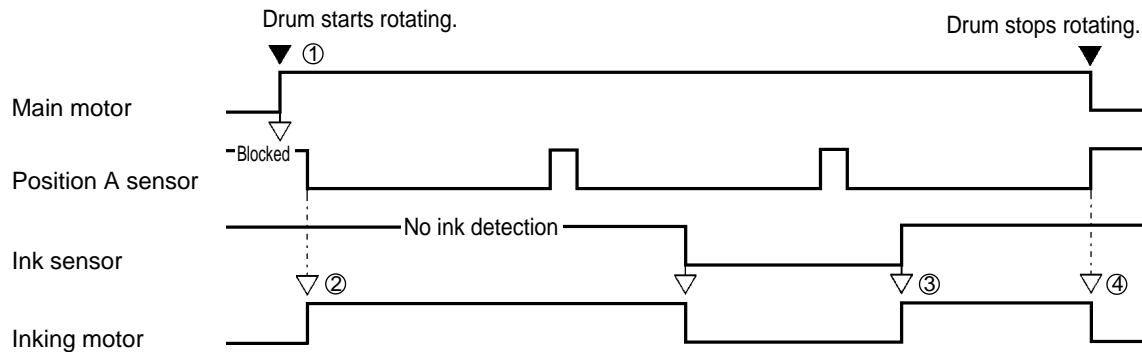 Drum starts rotating.
Drum stops rotating.
①
Main motor
Blocked
Position A sensor
No ink detection
Ink sensor
② ③ ④
Inking motor